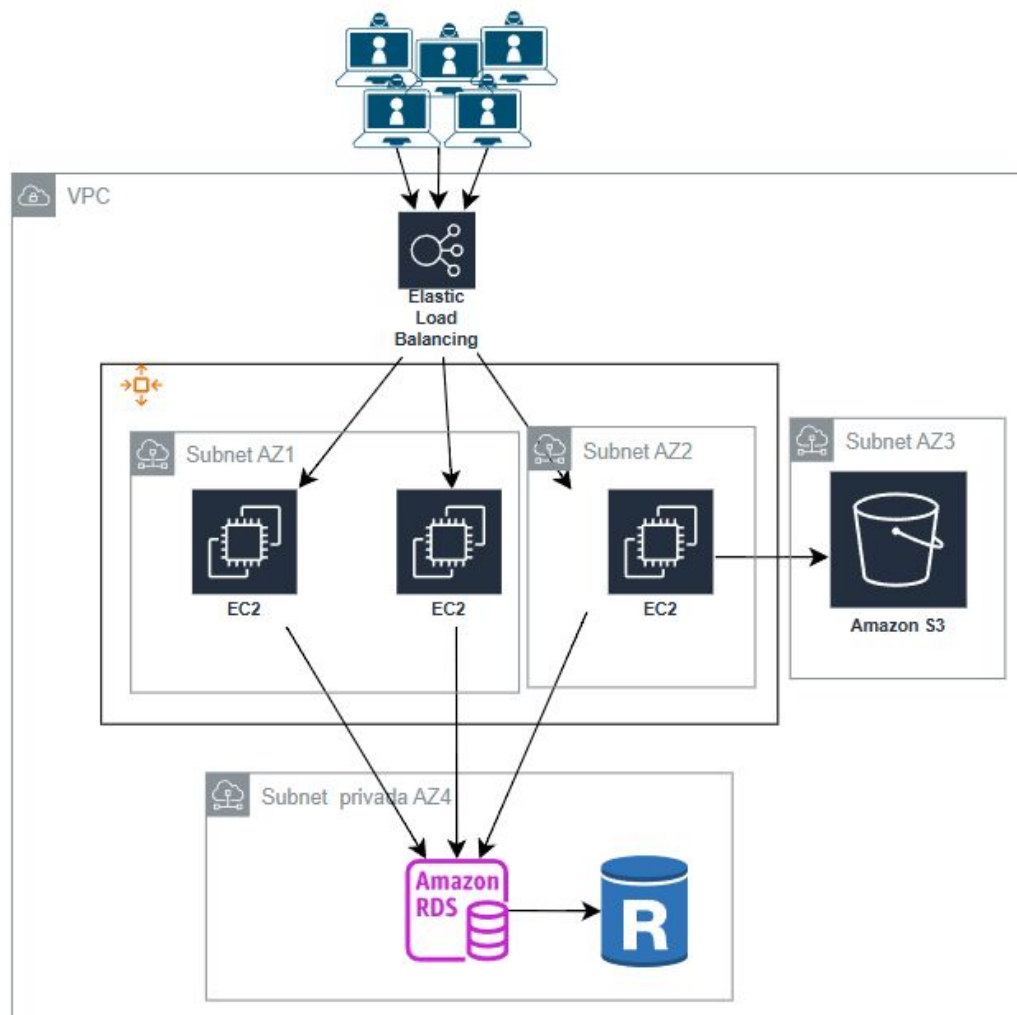 VPC
Elastic
Load
Balancing
Subnet AZ1
Subnet AZ2
Subnet AZ3
EC2
EC2
EC2
Amazon S3
Subnet privada AZ4
Amazon
RDS
R